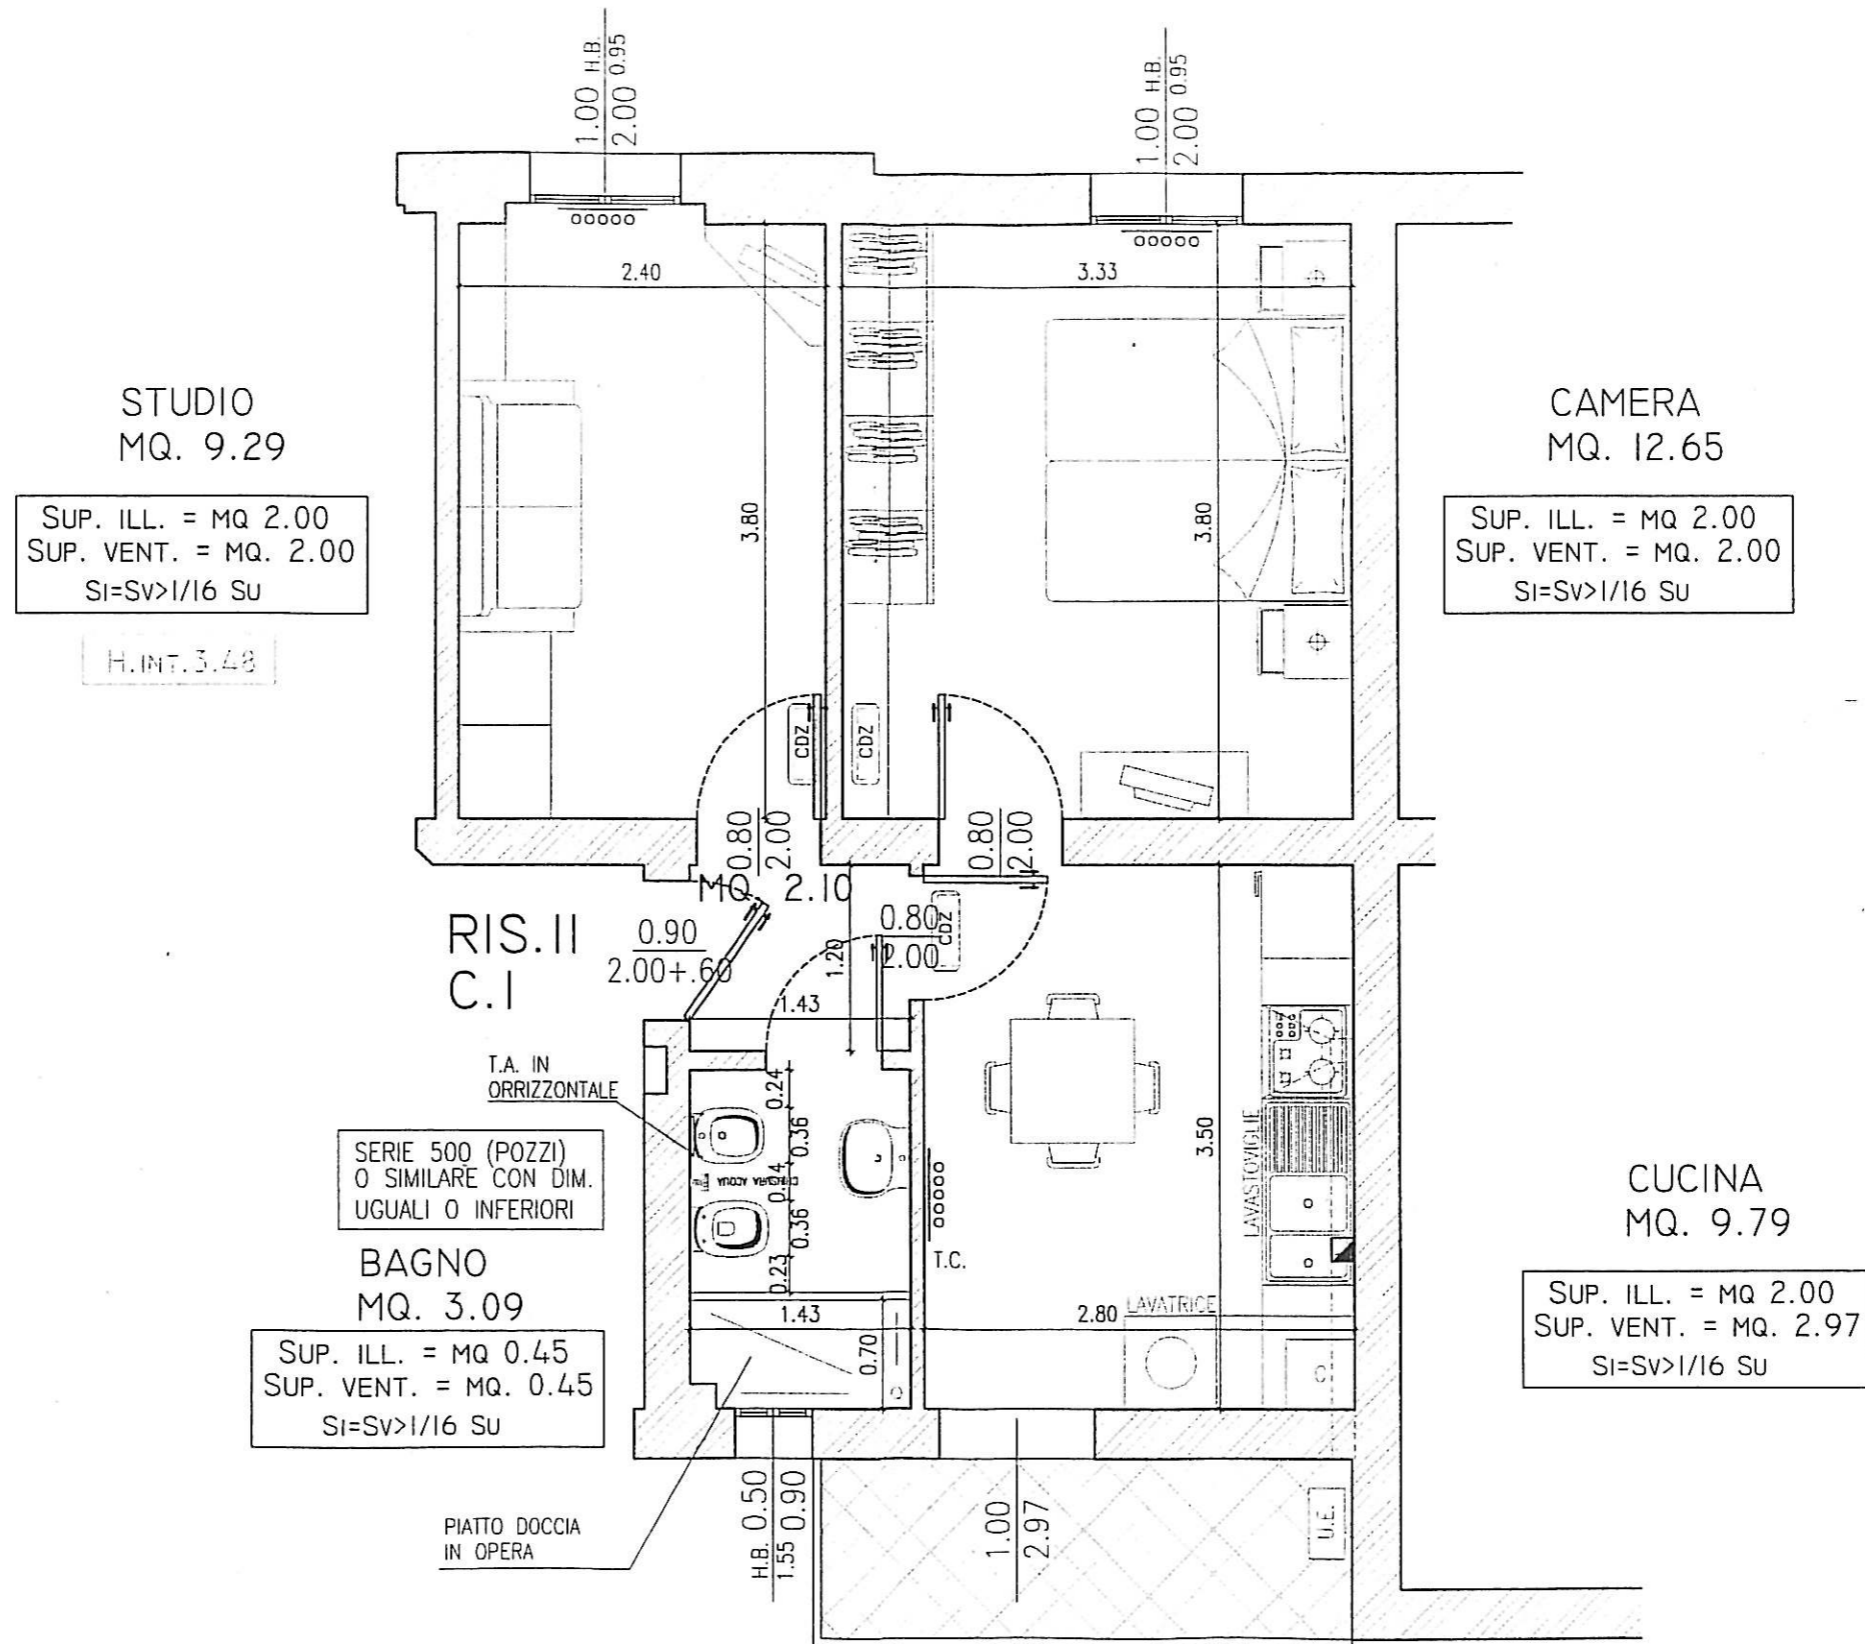 1.00 H.B.
2.00 0.95
1.00 H.B.
2.00 0.95
2.40
3.33
STUDIO
MQ. 9.29
SUP. ILL. = MQ 2.00
SUP. VENT. = MQ. 2.00
SI=SV>1/16 SU
H.INT.3.48
3.80
3.80
CAMERA
MQ. 12.65
SUP. ILL. = MQ 2.00
SUP. VENT. = MQ. 2.00
SI=SV>1/16 SU
CDZ
CDZ
0.80
2.00
0.80
2.00
MQ. 2.10
RIS.II
C.I
0.90
2.00+.60
1.20
0.80
2.00
CDZ
1.43
T.A. IN
ORRIZZONTALE
SERIE 500 (POZZI)
O SIMILARE CON DIM.
UGUALI O INFERIORI
0.24
0.36
0.04
CHIUSURA ACQUA
0.36
0.23
3.50
LAVASTOVIGLIE
T.C.
BAGNO
MQ. 3.09
SUP. ILL. = MQ 0.45
SUP. VENT. = MQ. 0.45
SI=SV>1/16 SU
1.43
0.70
2.80
LAVATRICE
C
CUCINA
MQ. 9.79
SUP. ILL. = MQ 2.00
SUP. VENT. = MQ. 2.97
SI=SV>1/16 SU
PIATTO DOCCIA
IN OPERA
H.B. 0.50
1.55 0.90
1.00
2.97
U.E.